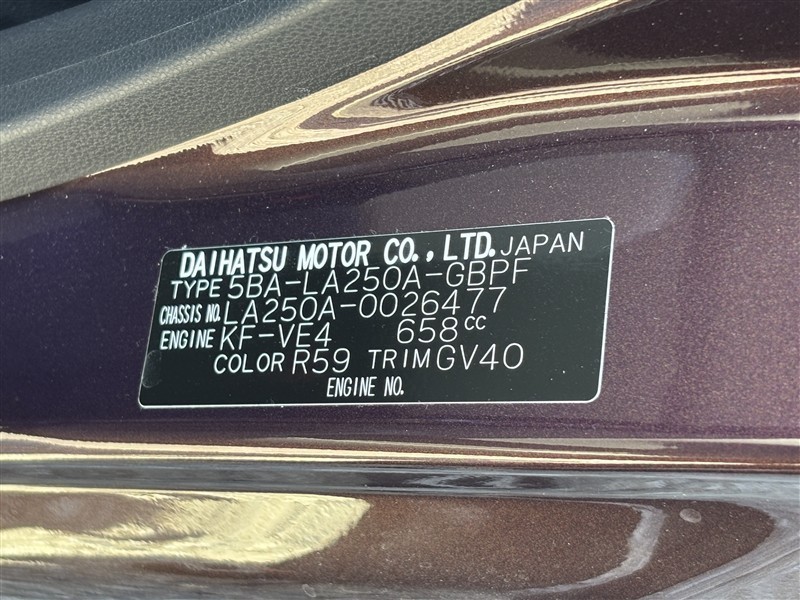 DAIHATSU MOTOR CO., LTD. JAPAN
TYPE 5BA-LA250A-GBPF
CHASSIS NO. LA250A-0026477
ENGINE KF-VE4 658cc
COLOR R59 TRIM GV40
ENGINE NO.